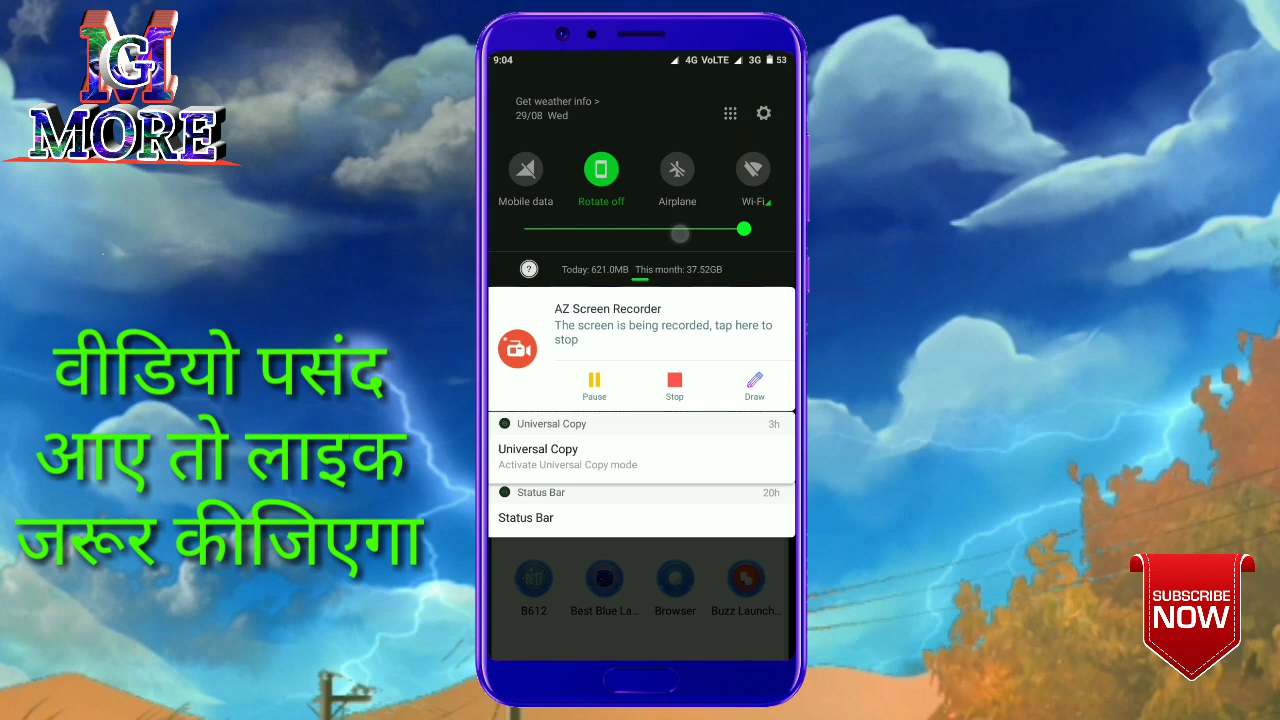 M
G
MORE
वीडियो पसंद
आए तो लाइक
जरूर कीजिएगा
9:04 4G VoLTE 3G 53
Get weather info >
29/08 Wed
Mobile data Rotate off Airplane Wi-Fi
? Today: 621.0MB This month: 37.52GB
AZ Screen Recorder
The screen is being recorded, tap here to
stop
Pause Stop Draw
Universal Copy 3h
Universal Copy
Activate Universal Copy mode
Status Bar 20h
Status Bar
B612 Best Blue La... Browser Buzz Launch...
SUBSCRIBE
NOW